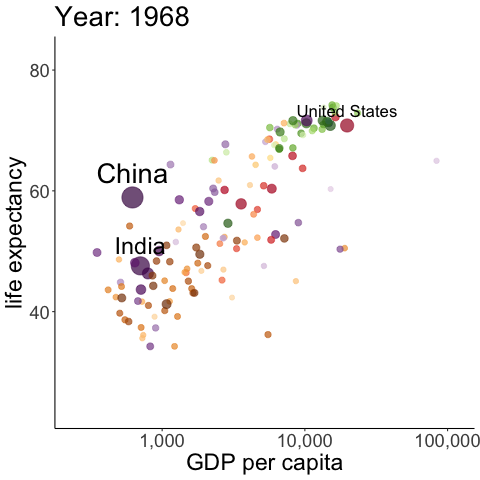 Year: 1968
80
United States
China
60
India
40
life expectancy
1,000
10,000
100,000
GDP per capita